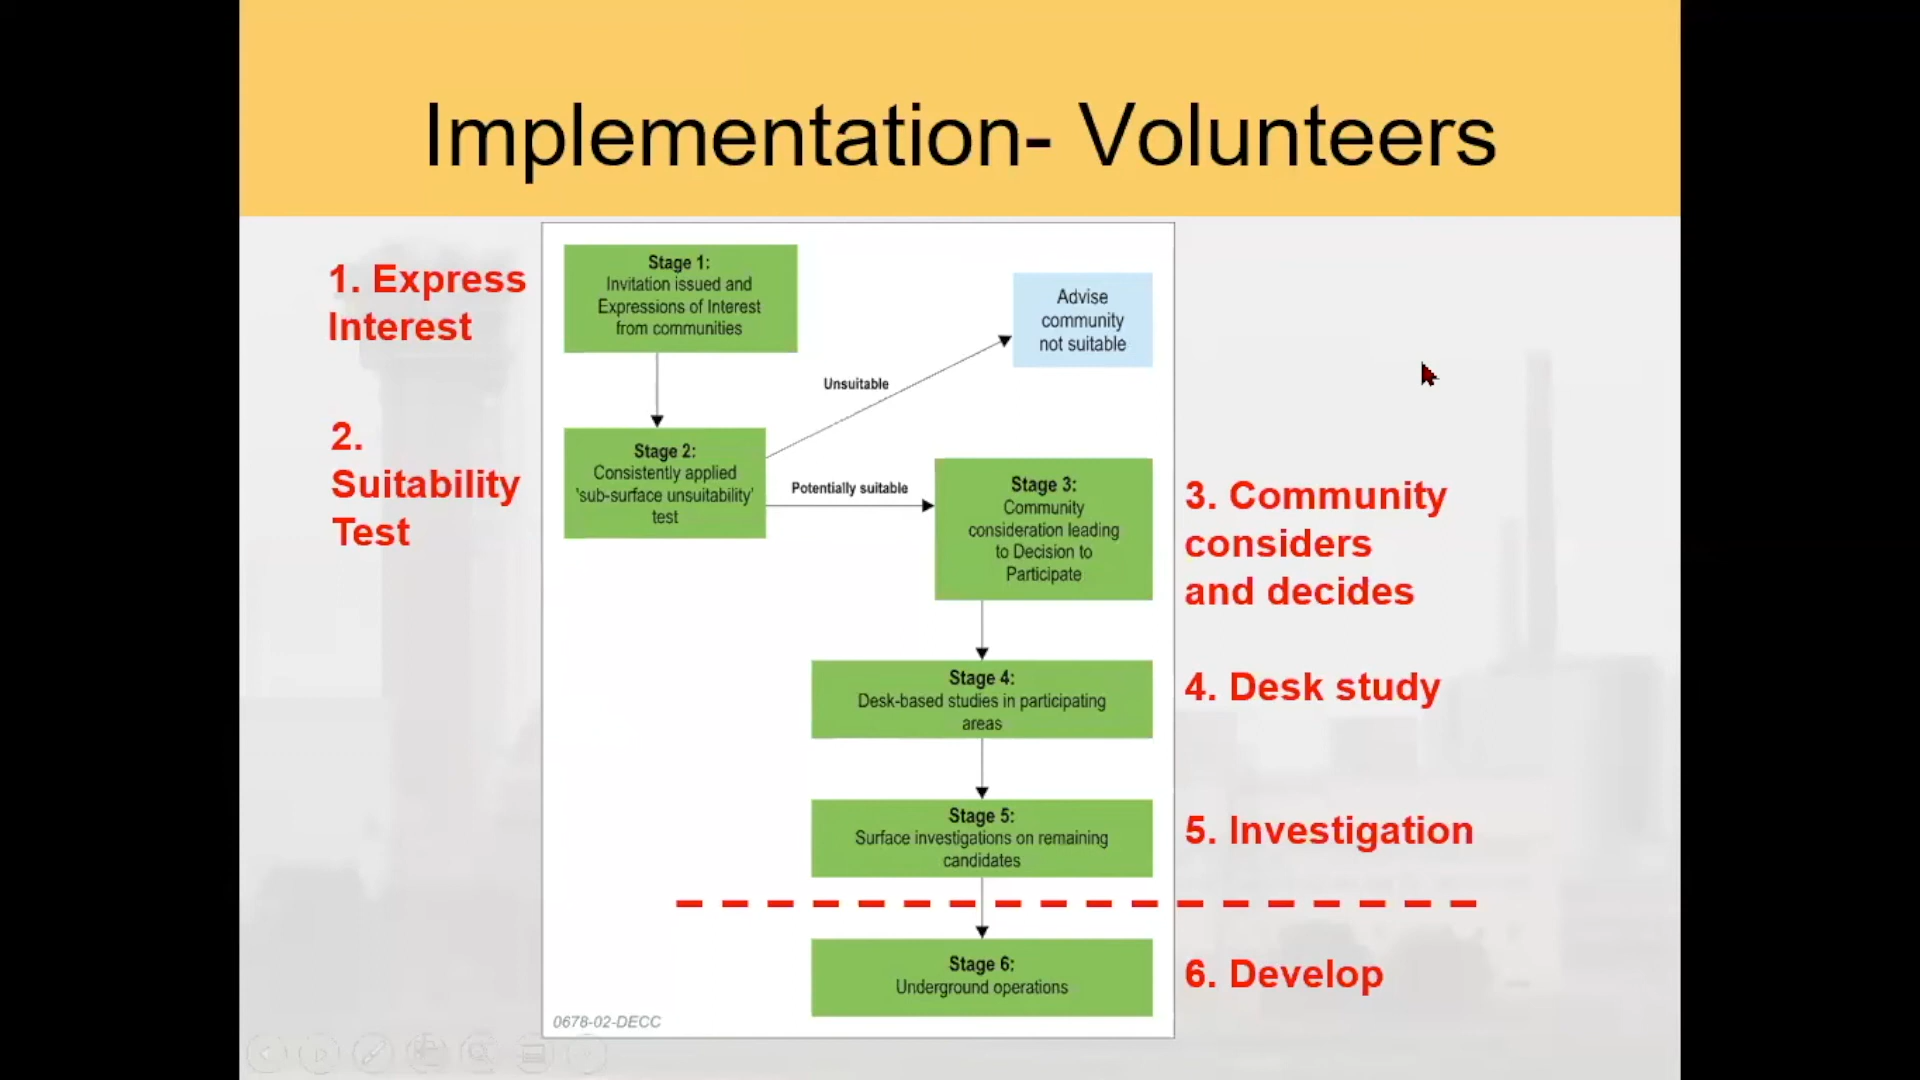 Implementation- Volunteers
1. Express
Interest
Stage 1:
Invitation issued and
Expressions of Interest
from communities
Advise
community
not suitable
Unsuitable
2.
Suitability
Test
Stage 2:
Consistently applied
'sub-surface unsuitability'
test
Potentially suitable
Stage 3:
Community
consideration leading
to Decision to
Participate
3. Community
considers
and decides
Stage 4:
Desk-based studies in participating
areas
4. Desk study
Stage 5:
Surface investigations on remaining
candidates
5. Investigation
Stage 6:
Underground operations
6. Develop
0678-02-DECC